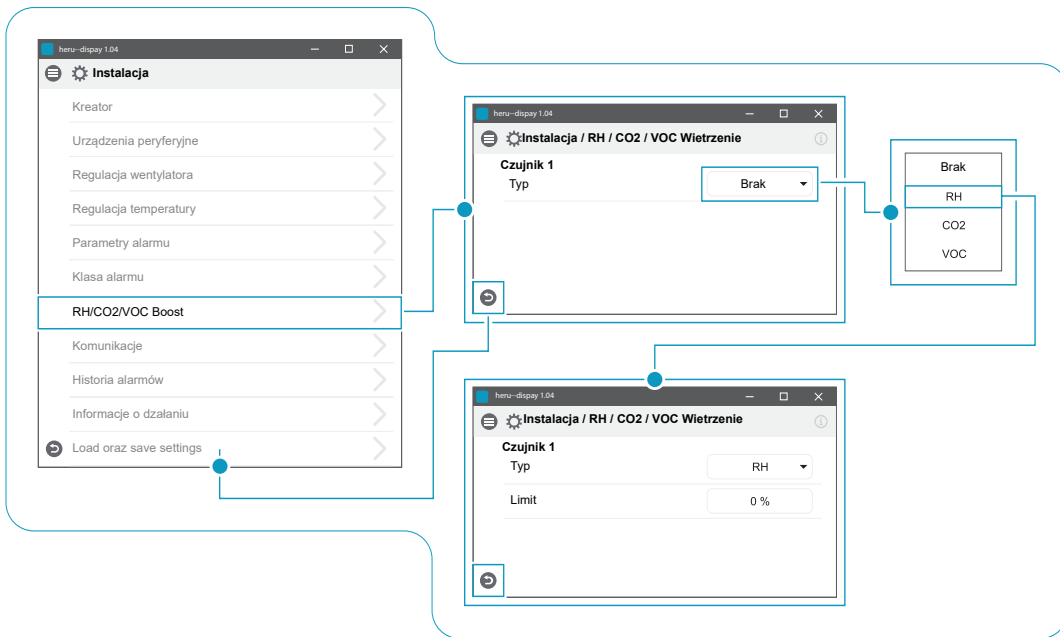 heru--dispay 1.04
Instalacja
Kreator
Urządzenia peryferyjne
Regulacja wentylatora
Regulacja temperatury
Parametry alarmu
Klasa alarmu
RH/CO2/VOC Boost
Komunikacje
Historia alarmów
Informacje o dzałaniu
Load oraz save settings
heru--dispay 1.04
Instalacja / RH / CO2 / VOC Wietrzenie
Czujnik 1
Typ Brak
Brak
RH
CO2
VOC
heru--dispay 1.04
Instalacja / RH / CO2 / VOC Wietrzenie
Czujnik 1
Typ RH
Limit 0 %